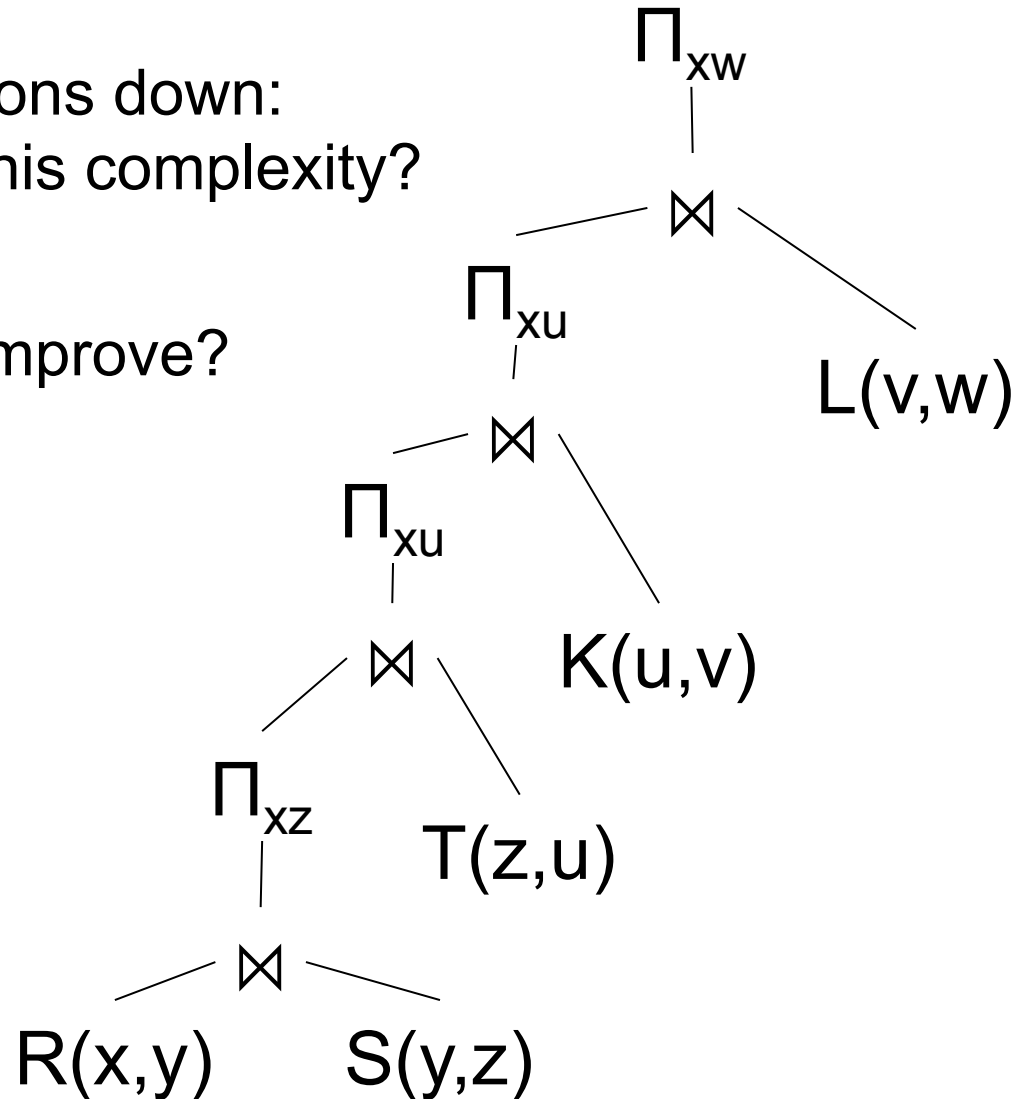 Π_xw
ons down:
his complexity?
⋈
Π_xu
mprove?
L(v,w)
⋈
Π_xu
K(u,v)
⋈
Π_xz
T(z,u)
⋈
R(x,y) S(y,z)